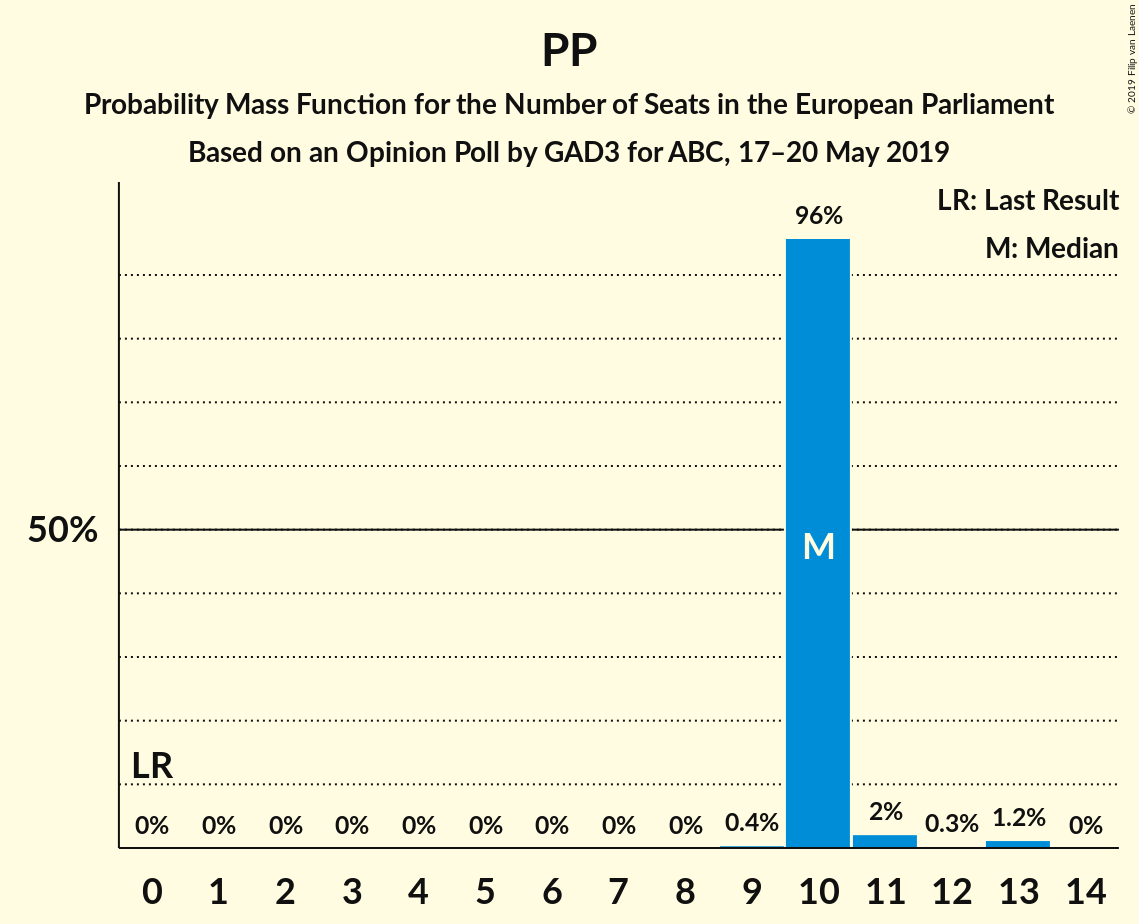 PP
Probability Mass Function for the Number of Seats in the European Parliament
Based on an Opinion Poll by GAD3 for ABC, 17–20 May 2019
© 2019 Filip van Laenen
LR: Last Result
M: Median
96%
50%
M
LR
0% 0% 0% 0% 0% 0% 0% 0% 0% 0.4% 2% 0.3% 1.2% 0%
0 1 2 3 4 5 6 7 8 9 10 11 12 13 14